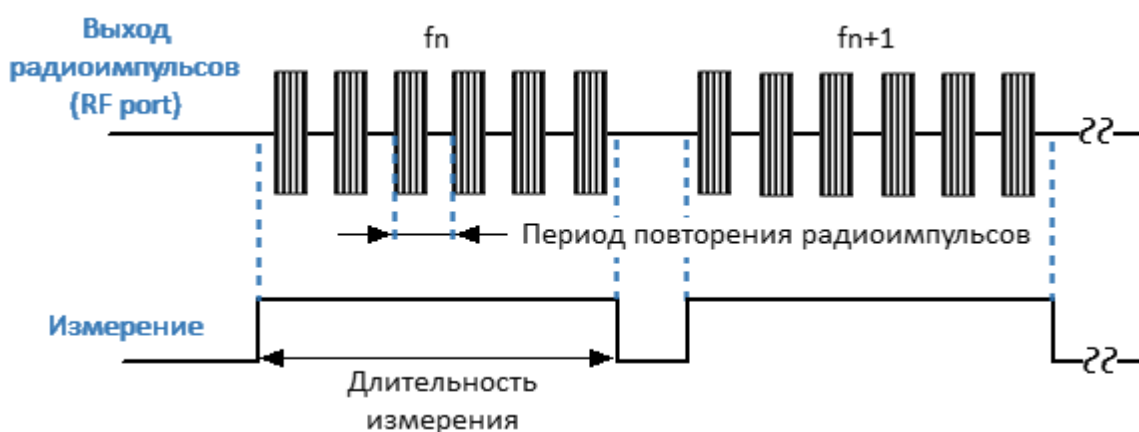 Выход
радиоимпульсов
(RF port)
fn
fn+1
Период повторения радиоимпульсов
Измерение
Длительность
измерения